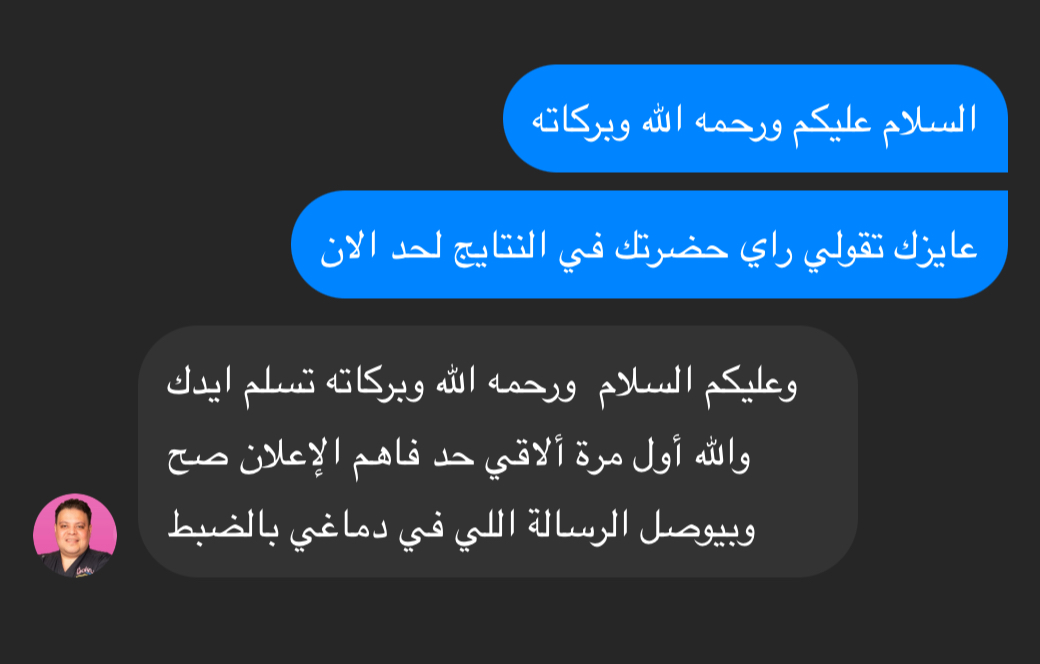 السلام عليكم ورحمه الله وبركاته
عايزك تقولي راي حضرتك في النتايج لحد الان
وعليكم السلام ورحمه الله وبركاته تسلم ايدك
والله أول مرة ألاقي حد فاهم الإعلان صح
وبيوصل الرسالة اللي في دماغي بالضبط